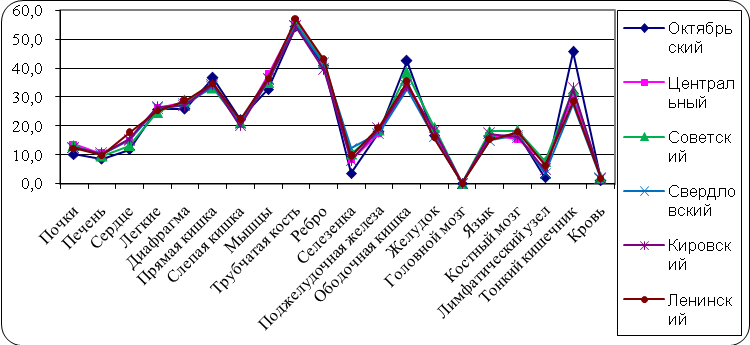 60,0
50,0
40,0
30,0
20,0
10,0
0,0
Почки
Печень
Сердце
Легкие
Диафрагма
Прямая кишка
Слепая кишка
Мышцы
Трубчатая кость
Ребро
Селезенка
Поджелудочная железа
Ободочная кишка
Желудок
Головной мозг
Язык
Костный мозг
Лимфатический узел
Тонкий кишечник
Кровь
Октябрь
ский
Централ
ьный
Советск
ий
Свердло
вский
Кировск
ий
Ленинск
ий